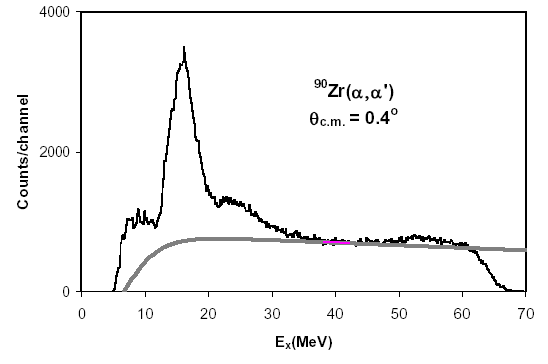 4000
2000
0
Counts/channel
⁹⁰Zr(α,α')
θc.m. = 0.4°
0 10 20 30 40 50 60 70
Eₓ(MeV)